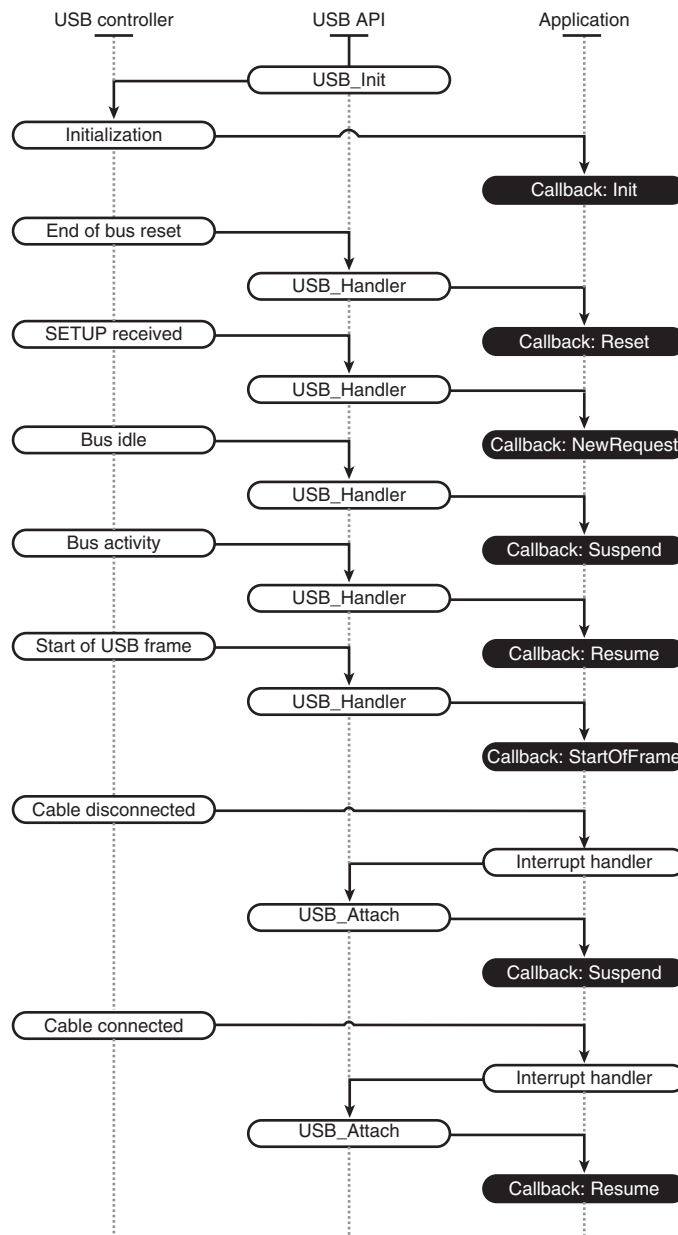 USB controller
USB API
Application
USB_Init
Initialization
Callback: Init
End of bus reset
USB_Handler
SETUP received
Callback: Reset
USB_Handler
Bus idle
Callback: NewRequest
USB_Handler
Bus activity
Callback: Suspend
USB_Handler
Start of USB frame
Callback: Resume
USB_Handler
Callback: StartOfFrame
Cable disconnected
Interrupt handler
USB_Attach
Callback: Suspend
Cable connected
Interrupt handler
USB_Attach
Callback: Resume